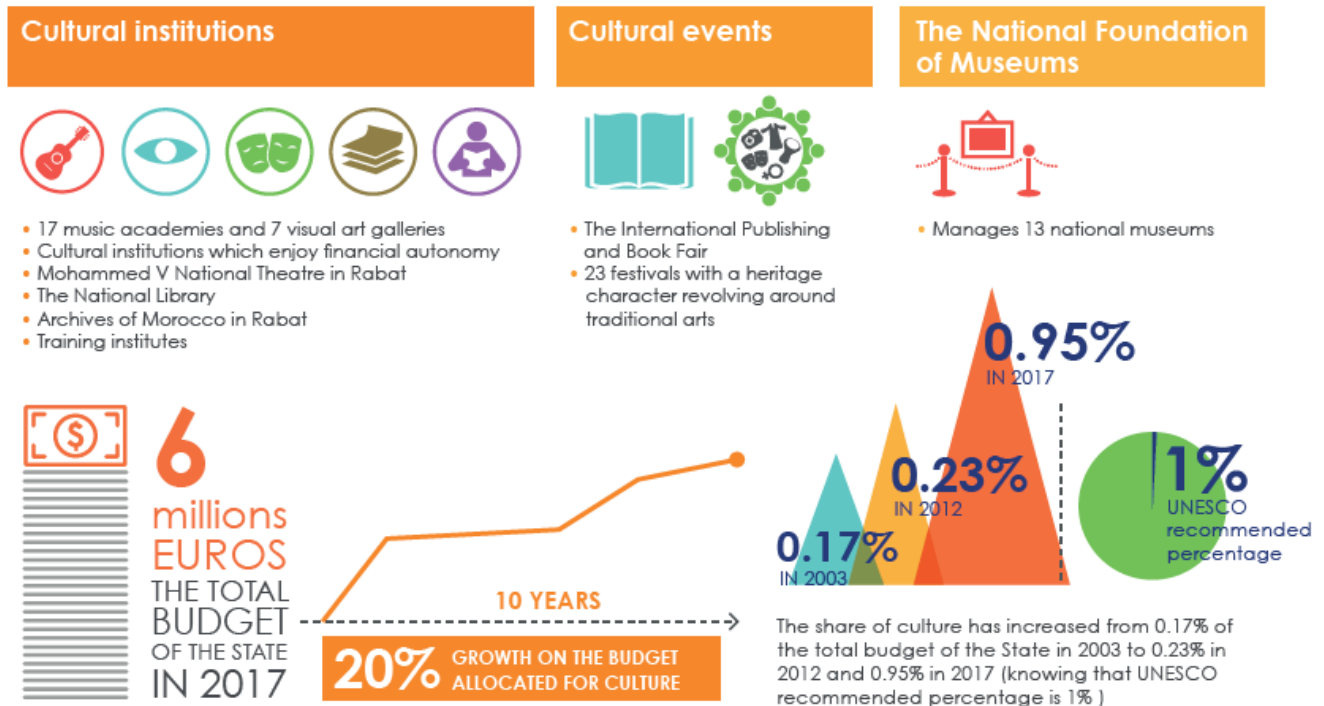 Cultural institutions
• 17 music academies and 7 visual art galleries
• Cultural institutions which enjoy financial autonomy
• Mohammed V National Theatre in Rabat
• The National Library
• Archives of Morocco in Rabat
• Training institutes
Cultural events
• The International Publishing
and Book Fair
• 23 festivals with a heritage
character revolving around
traditional arts
The National Foundation
of Museums
• Manages 13 national museums
$
6
millions
EUROS
THE TOTAL
BUDGET
OF THE STATE
IN 2017
10 YEARS
20% GROWTH ON THE BUDGET
ALLOCATED FOR CULTURE
0.17%
IN 2003
0.23%
IN 2012
0.95%
IN 2017
1%
UNESCO
recommended
percentage
The share of culture has increased from 0.17% of
the total budget of the State in 2003 to 0.23% in
2012 and 0.95% in 2017 (knowing that UNESCO
recommended percentage is 1% )